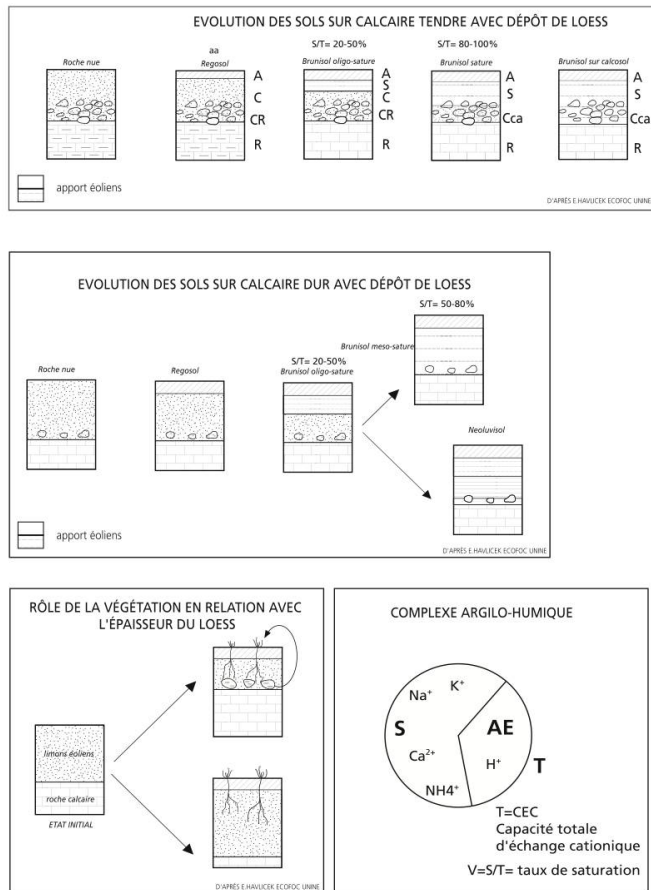 EVOLUTION DES SOLS SUR CALCAIRE TENDRE AVEC DÉPÔT DE LOESS
Roche nue
aa
Regosol
S/T= 20-50%
Brunisol oligo-sature
S/T= 80-100%
Brunisol sature
Brunisol sur calcosol
A
C
CR
R
A
S
C
CR
R
A
S
Cca
R
A
S
Cca
R
apport éoliens
D'APRÈS E.HAVLICEK ECOFOC UNINE
EVOLUTION DES SOLS SUR CALCAIRE DUR AVEC DÉPÔT DE LOESS
S/T= 50-80%
Brunisol meso-sature
Roche nue
Regosol
S/T= 20-50%
Brunisol oligo-sature
Neoluvisol
apport éoliens
D'APRÈS E.HAVLICEK ECOFOC UNINE
RÔLE DE LA VÉGÉTATION EN RELATION AVEC
L'ÉPAISSEUR DU LOESS
limons éoliens
roche calcaire
ETAT INITIAL
D'APRÈS E.HAVLICEK ECOFOC UNINE
COMPLEXE ARGILO-HUMIQUE
Na⁺
K⁺
S
AE
Ca²⁺
H⁺
T
NH4⁺
T=CEC
Capacité totale
d'échange cationique
V=S/T= taux de saturation